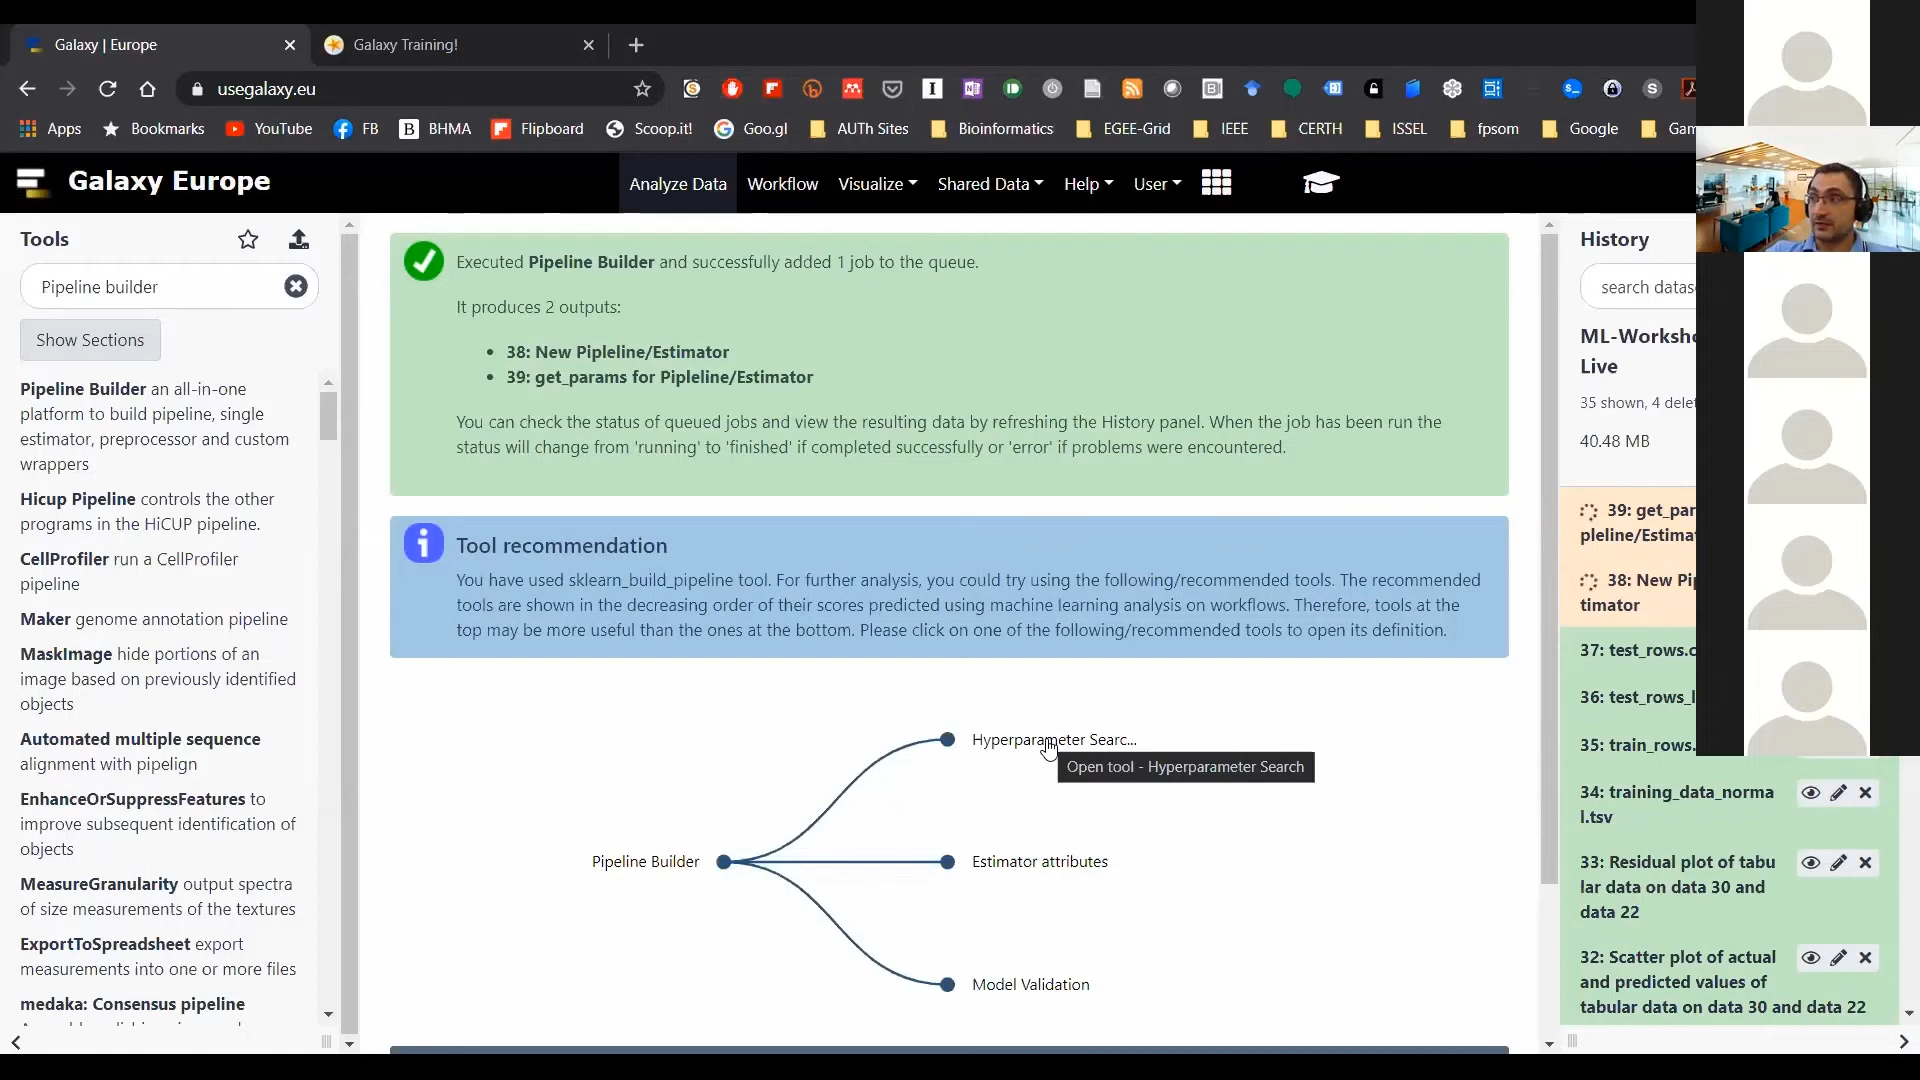 Galaxy | Europe
Galaxy Training!
usegalaxy.eu
Apps
Bookmarks
YouTube
FB
BHMA
Flipboard
Scoop.it!
Goo.gl
AUTh Sites
Bioinformatics
EGEE-Grid
IEEE
CERTH
ISSEL
fpsom
Google
Gam
Galaxy Europe
Analyze Data
Workflow
Visualize
Shared Data
Help
User
Tools
Pipeline builder
Show Sections
Pipeline Builder an all-in-one
platform to build pipeline, single
estimator, preprocessor and custom
wrappers
Hicup Pipeline controls the other
programs in the HiCUP pipeline.
CellProfiler run a CellProfiler
pipeline
Maker genome annotation pipeline
MaskImage hide portions of an
image based on previously identified
objects
Automated multiple sequence
alignment with pipelign
EnhanceOrSuppressFeatures to
improve subsequent identification of
objects
MeasureGranularity output spectra
of size measurements of the textures
ExportToSpreadsheet export
measurements into one or more files
medaka: Consensus pipeline
Executed Pipeline Builder and successfully added 1 job to the queue.
It produces 2 outputs:
• 38: New Pipleline/Estimator
• 39: get_params for Pipleline/Estimator
You can check the status of queued jobs and view the resulting data by refreshing the History panel. When the job has been run the
status will change from 'running' to 'finished' if completed successfully or 'error' if problems were encountered.
Tool recommendation
You have used sklearn_build_pipeline tool. For further analysis, you could try using the following/recommended tools. The recommended
tools are shown in the decreasing order of their scores predicted using machine learning analysis on workflows. Therefore, tools at the
top may be more useful than the ones at the bottom. Please click on one of the following/recommended tools to open its definition.
Hyperparameter Searc...
Open tool - Hyperparameter Search
Pipeline Builder
Estimator attributes
Model Validation
History
search datas
ML-Worksh
Live
35 shown, 4 delet
40.48 MB
39: get_par
pleline/Estima
38: New Pip
timator
37: test_rows.c
36: test_rows_l
35: train_rows.
34: training_data_norma
l.tsv
33: Residual plot of tabu
lar data on data 30 and
data 22
32: Scatter plot of actual
and predicted values of
tabular data on data 30 and data 22